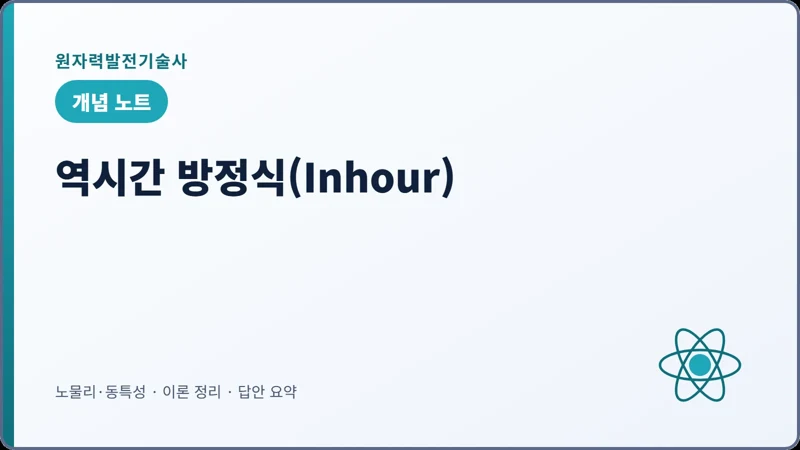 원자력발전기술사
개념 노트
역시간 방정식(Inhour)
노물리·동특성 · 이론 정리 · 답안 요약